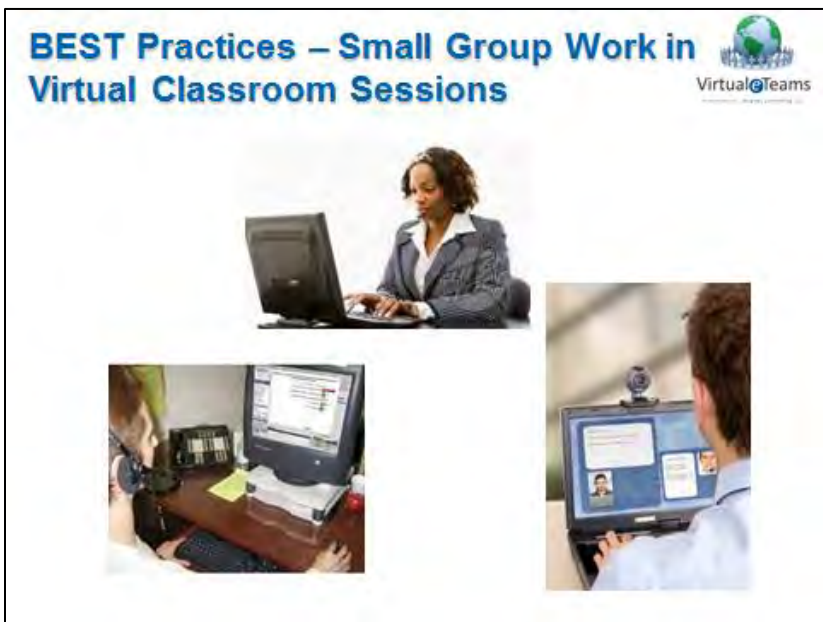 BEST Practices – Small Group Work in
Virtual Classroom Sessions
VirtualeTeams